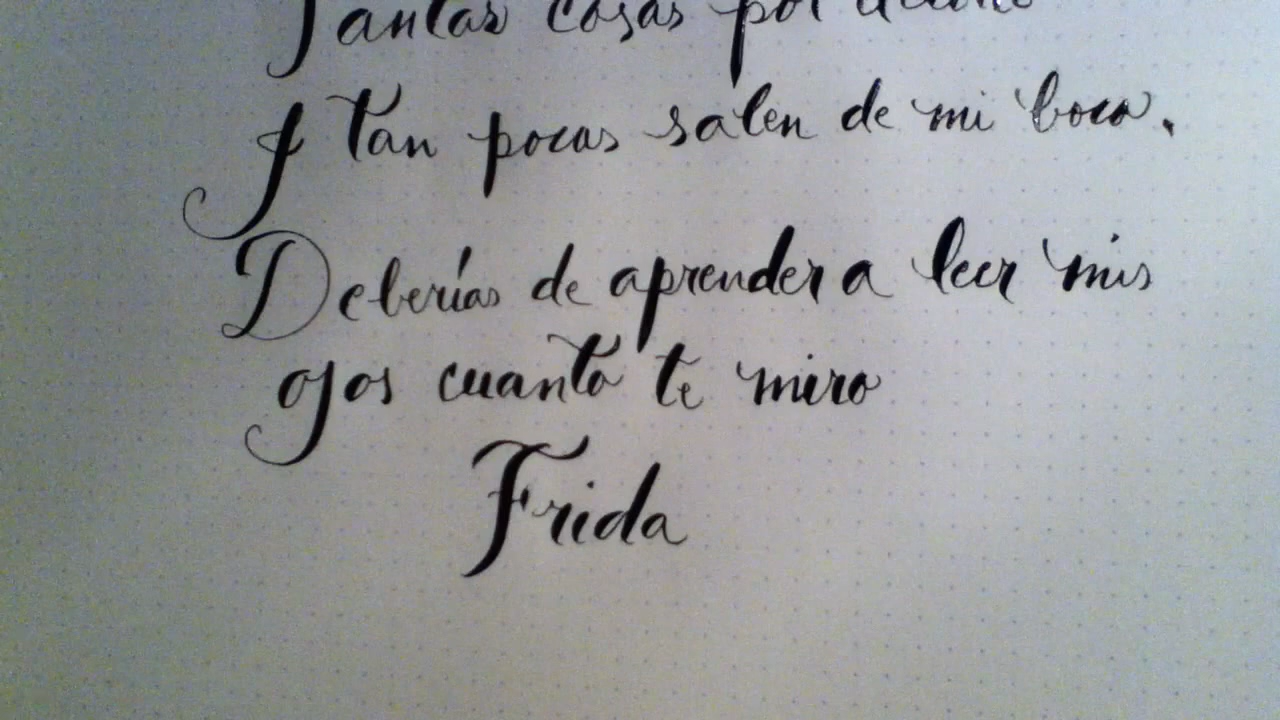 Tantas cosas por decirte
y tan pocas salen de mi boca.
Deberías de aprender a leer mis
ojos cuanto te miro
Frida